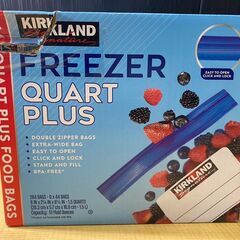 KIRKLAND
Signature
FREEZER
QUART
PLUS
• DOUBLE ZIPPER BAGS
• EXTRA-WIDE BAG
• EASY TO OPEN
• CLICK AND LOCK
• STAND AND FILL
• BPA-FREE*
EASY TO OPEN
CLICK AND LOCK
KIRKLAND
QUART PLUS FOOD BAGS